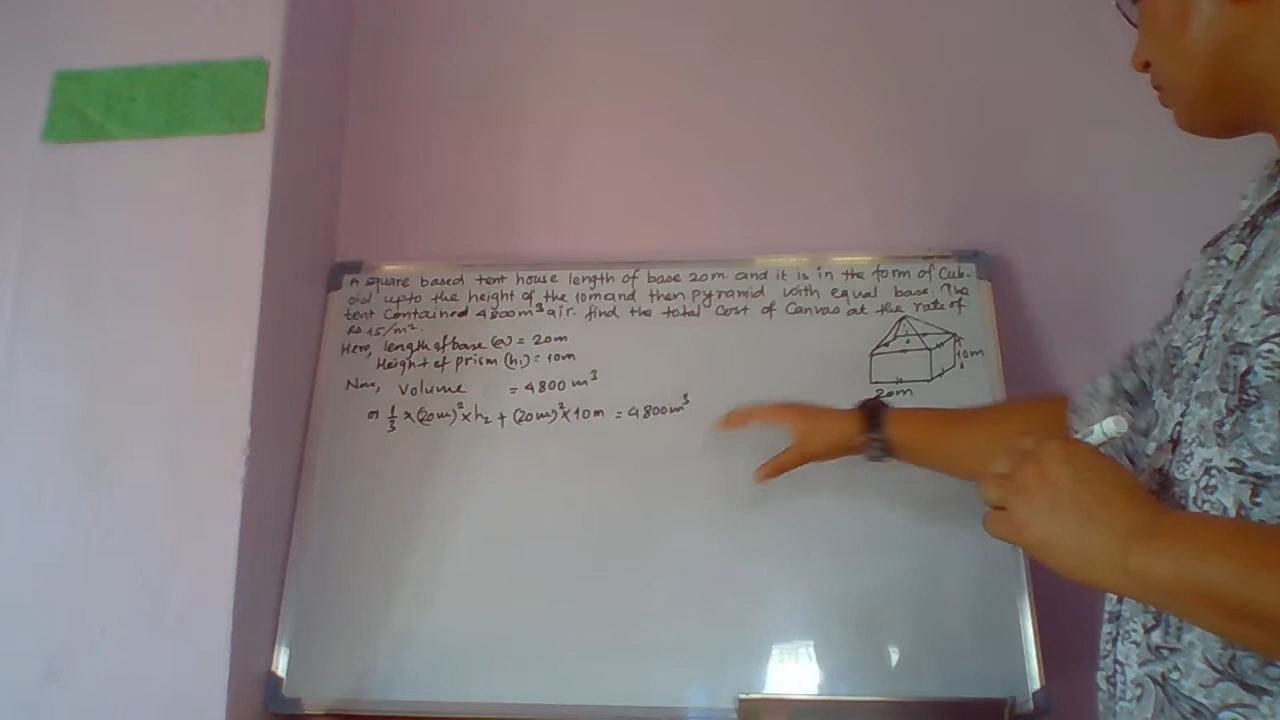 A square based tent house length of base 20m and it is in the form of Cub-
oid upto the height of the 10m and then pyramid with equal base. The
tent contained 4800m³ air. find the total cost of Canvas at the rate of
Rs 15/m².
Here, length of base (a) = 20m
Height of prism (h₁) = 10m
Now, Volume = 4800 m³
or 1/3 × (20m)² × h₂ + (20m)² × 10m = 4800m³
10m
20m